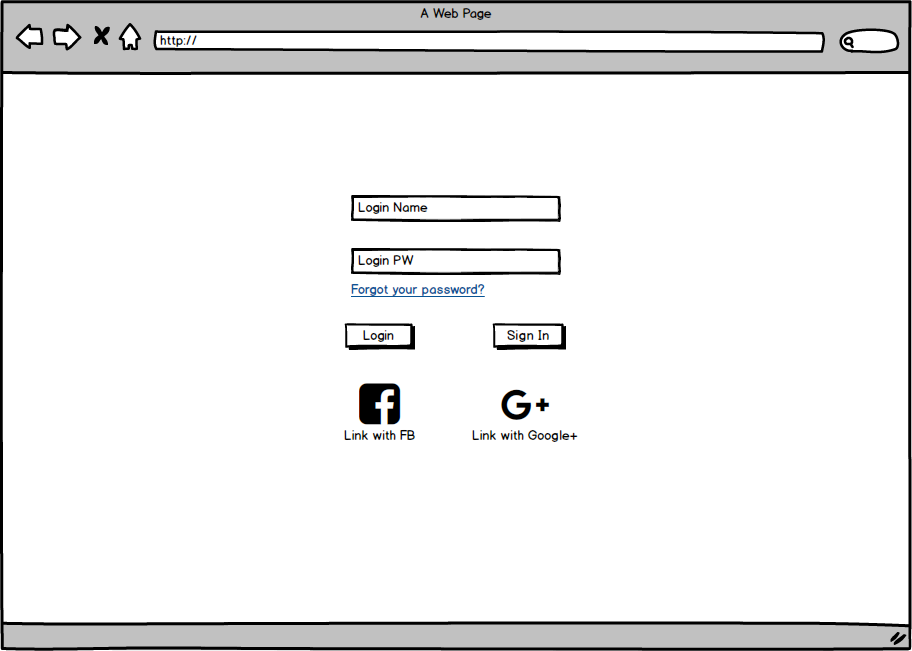 A Web Page
http://
Login Name
Login PW
Forgot your password?
Login
Sign In
G+
Link with FB
Link with Google+